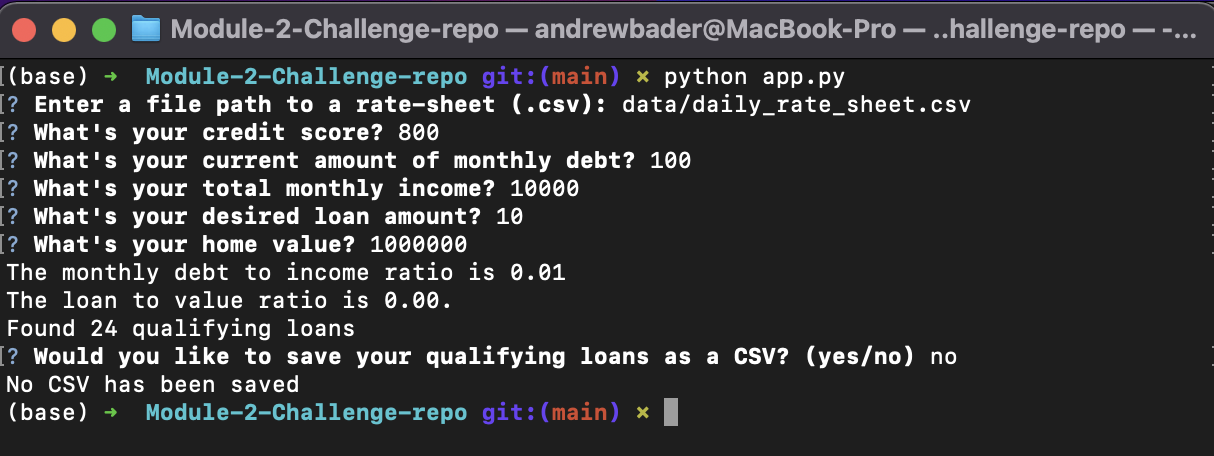 Module-2-Challenge-repo — andrewbader@MacBook-Pro — ..hallenge-repo — -...
(base) ➜  Module-2-Challenge-repo git:(main) ✗ python app.py
? Enter a file path to a rate-sheet (.csv): data/daily_rate_sheet.csv
? What's your credit score? 800
? What's your current amount of monthly debt? 100
? What's your total monthly income? 10000
? What's your desired loan amount? 10
? What's your home value? 1000000
The monthly debt to income ratio is 0.01
The loan to value ratio is 0.00.
Found 24 qualifying loans
? Would you like to save your qualifying loans as a CSV? (yes/no) no
No CSV has been saved
(base) ➜  Module-2-Challenge-repo git:(main) ✗